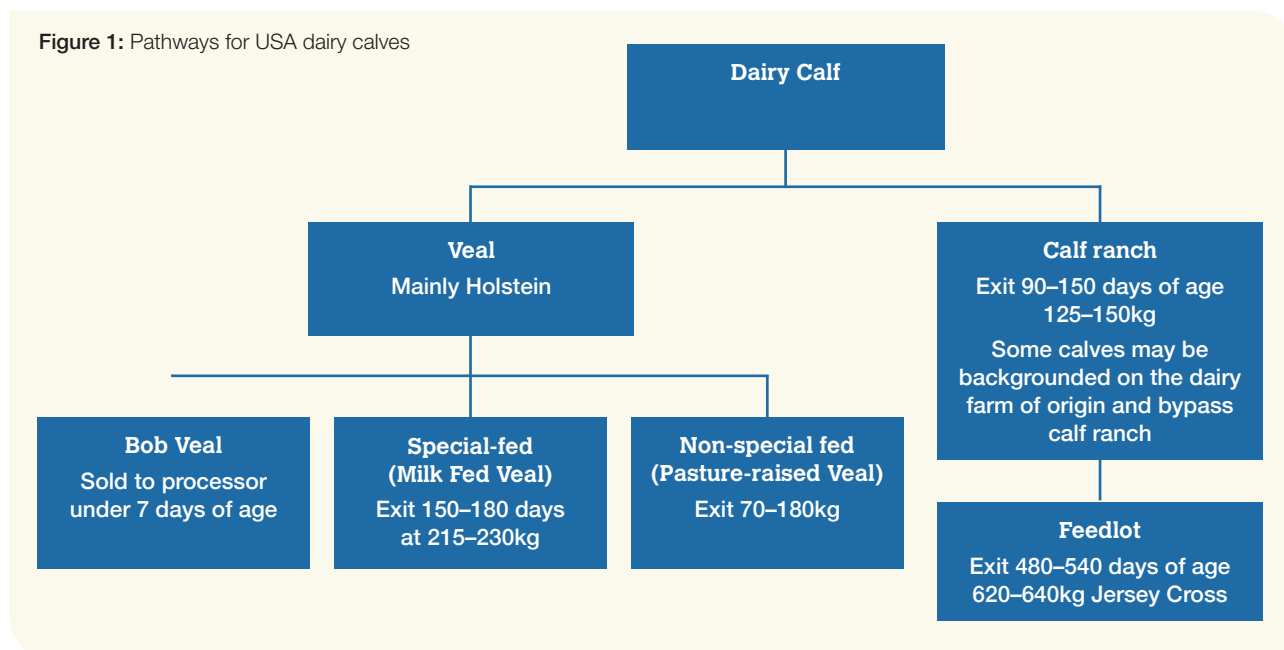 Figure 1: Pathways for USA dairy calves
Dairy Calf
Veal
Mainly Holstein
Calf ranch
Exit 90–150 days of age
125–150kg
Some calves may be
backgrounded on the dairy
farm of origin and bypass
calf ranch
Bob Veal
Sold to processor
under 7 days of age
Special-fed
(Milk Fed Veal)
Exit 150–180 days
at 215–230kg
Non-special fed
(Pasture-raised Veal)
Exit 70–180kg
Feedlot
Exit 480–540 days of age
620–640kg Jersey Cross